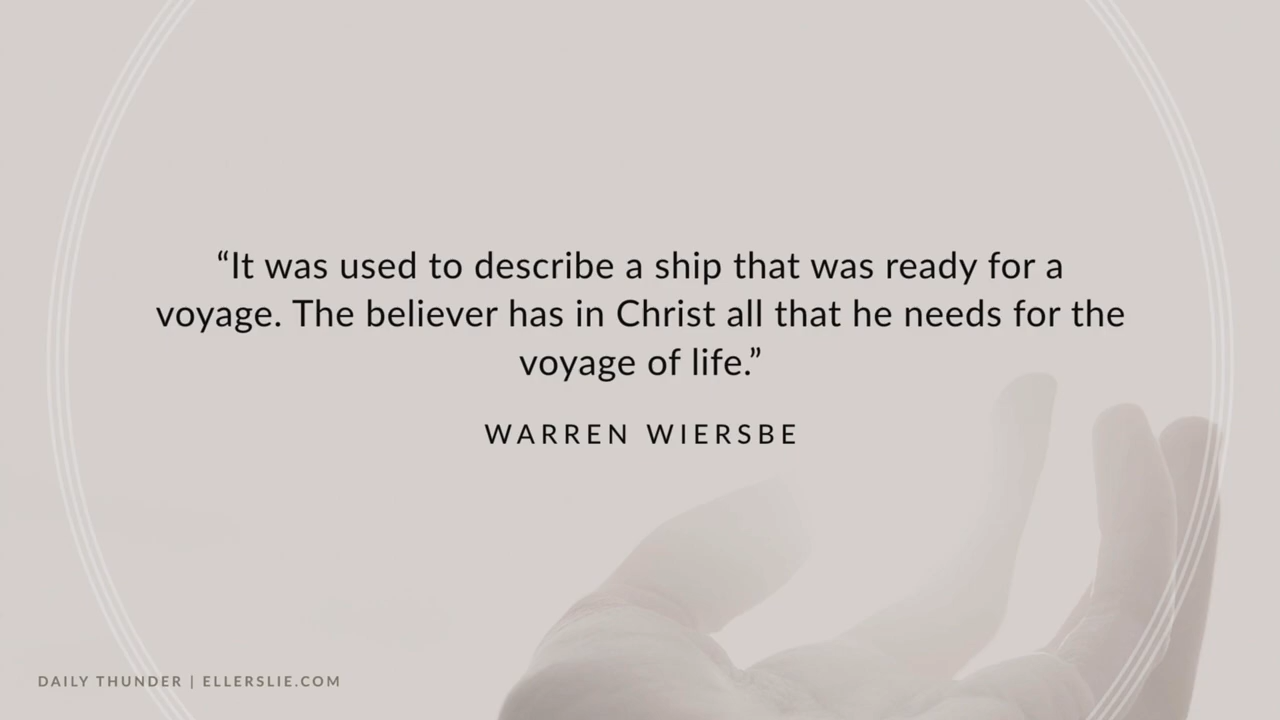 “It was used to describe a ship that was ready for a
voyage. The believer has in Christ all that he needs for the
voyage of life.”
WARREN WIERSBE
DAILY THUNDER | ELLERSLIE.COM